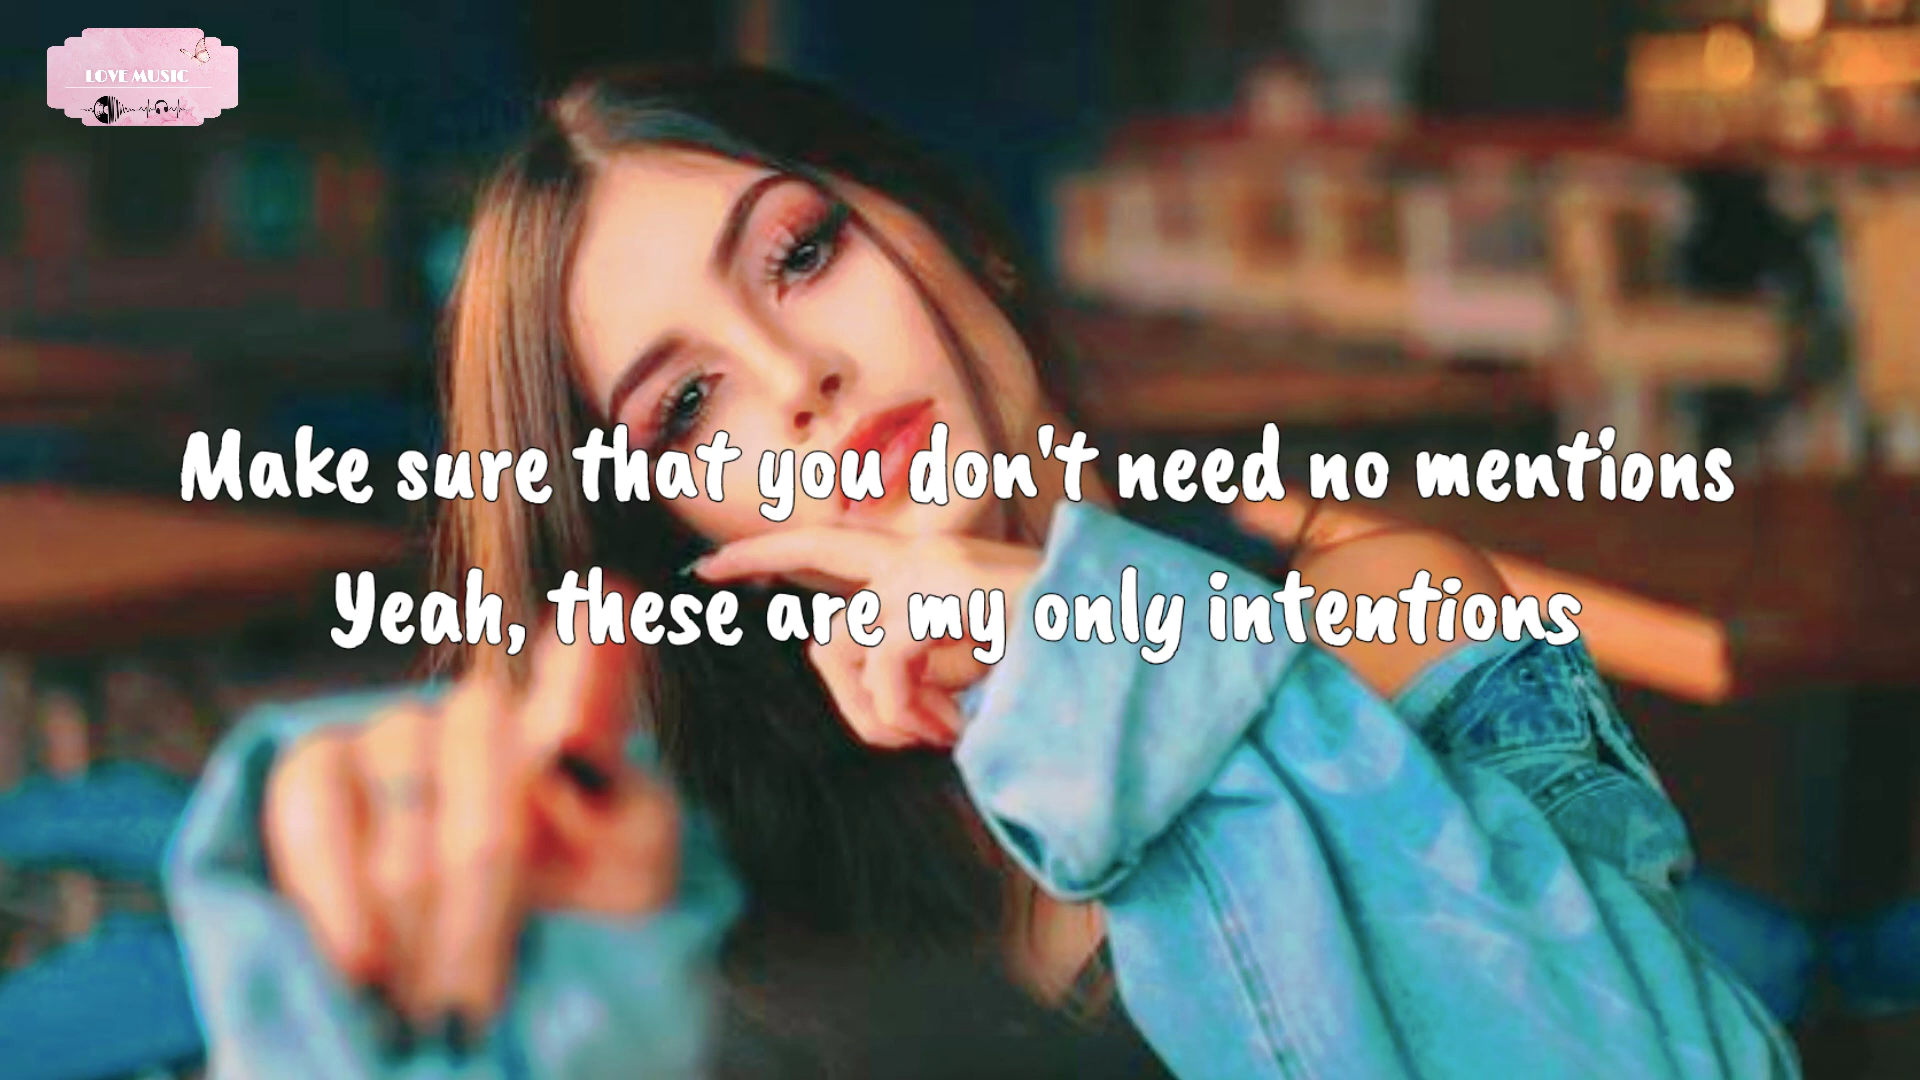 LOVE MUSIC
Make sure that you don't need no mentions
Yeah, these are my only intentions